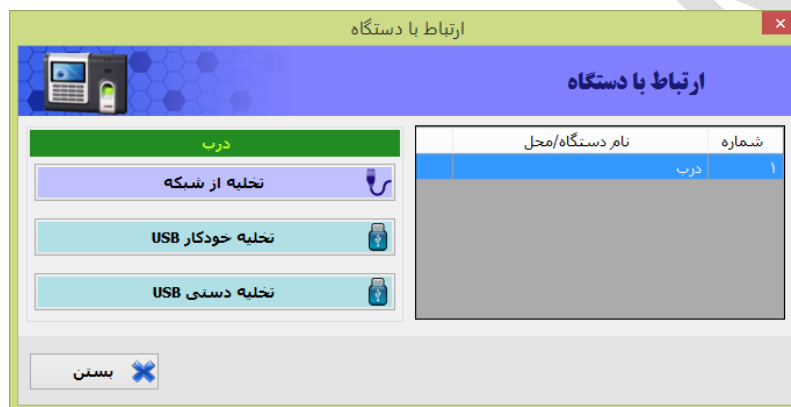 ارتباط با دستگاه
ارتباط با دستگاه
شماره نام دستگاه/محل
۱ درب
درب
تخلیه از شبکه
تخلیه خودکار USB
تخلیه دستی USB
بستن